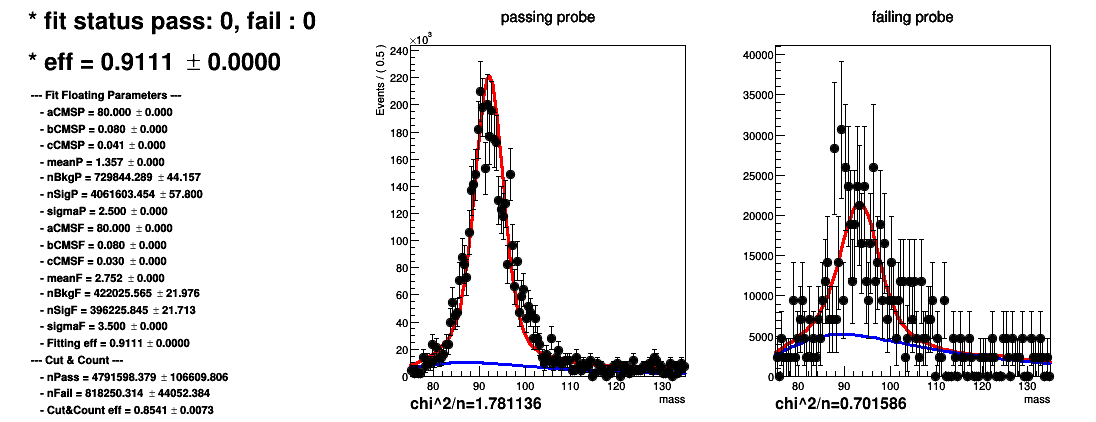 * fit status pass: 0, fail : 0
* eff = 0.9111 ± 0.0000
--- Fit Floating Parameters ---
- aCMSP = 80.000 ± 0.000
- bCMSP = 0.080 ± 0.000
- cCMSP = 0.041 ± 0.000
- meanP = 1.357 ± 0.000
- nBkgP = 729844.289 ± 44.157
- nSigP = 4061603.454 ± 57.800
- sigmaP = 2.500 ± 0.000
- aCMSF = 80.000 ± 0.000
- bCMSF = 0.080 ± 0.000
- cCMSF = 0.030 ± 0.000
- meanF = 2.752 ± 0.000
- nBkgF = 422025.565 ± 21.976
- nSigF = 396225.845 ± 21.713
- sigmaF = 3.500 ± 0.000
- Fitting eff = 0.9111 ± 0.0000
--- Cut & Count ---
- nPass = 4791598.379 ± 106609.806
- nFail = 818250.314 ± 44052.384
- Cut&Count eff = 0.8541 ± 0.0073
passing probe
×10³
Events / ( 0.5 )
240
220
200
180
160
140
120
100
80
60
40
20
0
80 90 100 110 120 130
mass
chi^2/n=1.781136
failing probe
40000
35000
30000
25000
20000
15000
10000
5000
0
80 90 100 110 120 130
mass
chi^2/n=0.701586